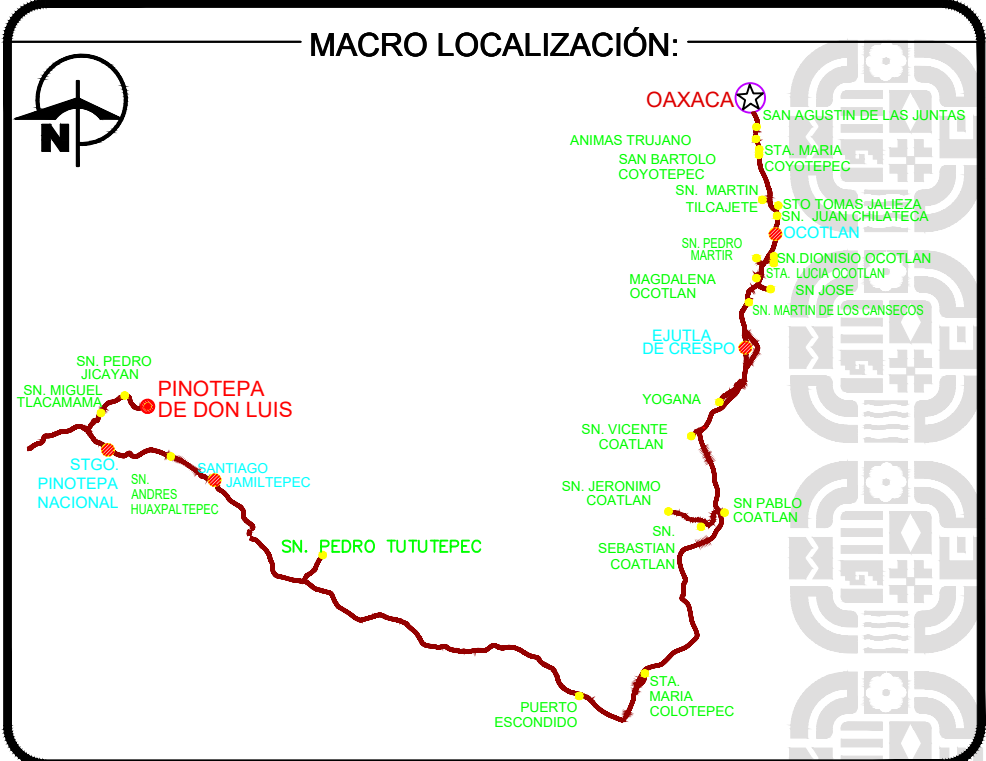 MACRO LOCALIZACIÓN:
N
OAXACA
SAN AGUSTIN DE LAS JUNTAS
ANIMAS TRUJANO
STA. MARIA
COYOTEPEC
SAN BARTOLO
COYOTEPEC
SN. MARTIN
TILCAJETE
STO TOMAS JALIEZA
SN. JUAN CHILATECA
OCOTLAN
SN. PEDRO
MARTIR
SN.DIONISIO OCOTLAN
STA. LUCIA OCOTLAN
MAGDALENA
OCOTLAN
SN JOSE
SN. MARTIN DE LOS CANSECOS
EJUTLA
DE CRESPO
SN. PEDRO
JICAYAN
SN. MIGUEL
TLACAMAMA
PINOTEPA
DE DON LUIS
YOGANA
SN. VICENTE
COATLAN
STGO.
PINOTEPA
NACIONAL
SN.
ANDRES
HUAXPALTEPEC
SANTIAGO
JAMILTEPEC
SN. JERONIMO
COATLAN
SN PABLO
COATLAN
SN.
SEBASTIAN
COATLAN
SN. PEDRO TUTUTEPEC
STA.
MARIA
COLOTEPEC
PUERTO
ESCONDIDO